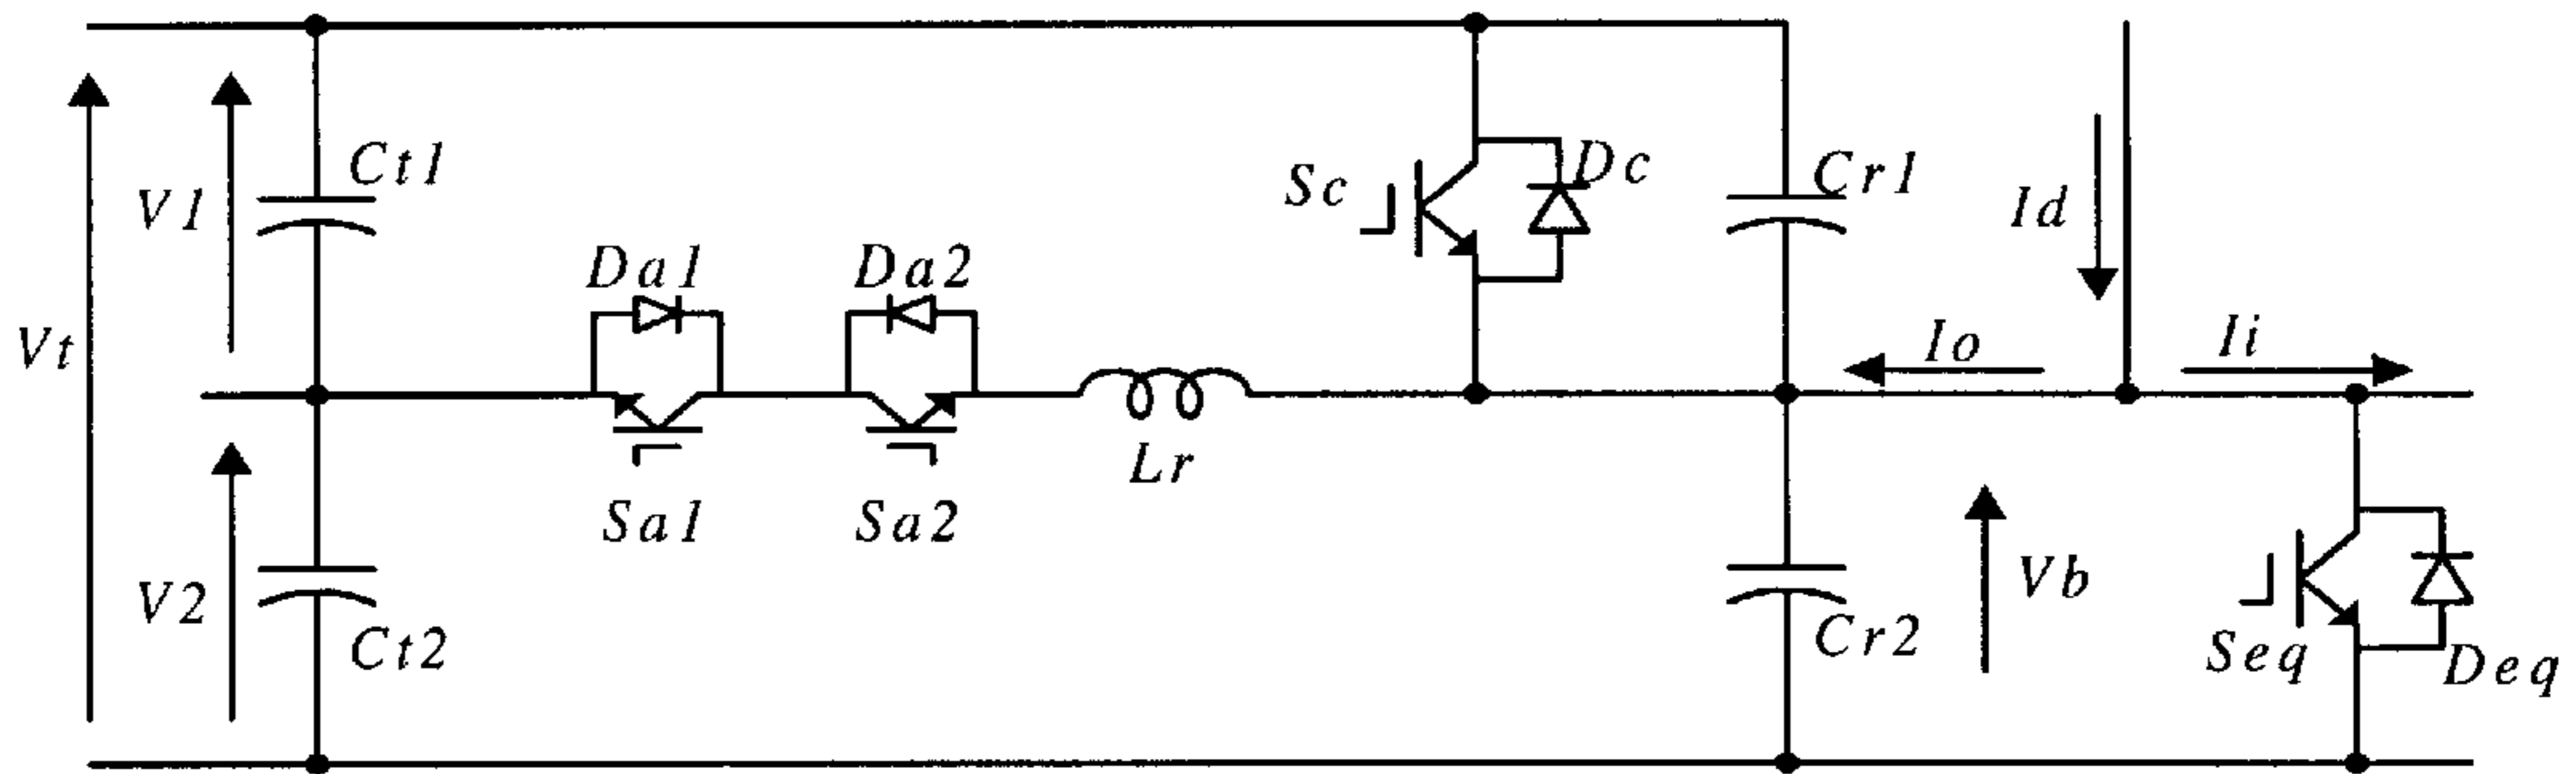 Ct1
Dc
Cr1
Sc
V1
Id
Da1
Da2
Vt
Io
Ii
Lr
Sa1
Sa2
V2
Vb
Ct2
Cr2
Seq
Deq